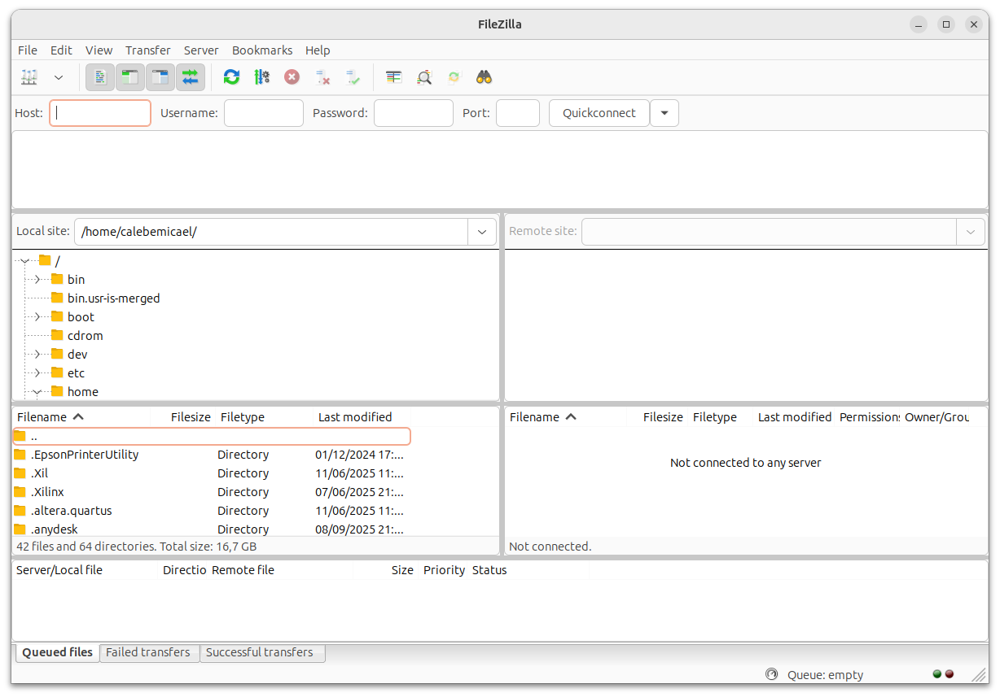 FileZilla
File Edit View Transfer Server Bookmarks Help
Host: Username: Password: Port: Quickconnect
Local site: /home/calebemicael/ Remote site:
/
bin
bin.usr-is-merged
boot
cdrom
dev
etc
home
Filename Filesize Filetype Last modified
..
.EpsonPrinterUtility Directory 01/12/2024 17:...
.Xil Directory 11/06/2025 11:...
.Xilinx Directory 07/06/2025 21:...
.altera.quartus Directory 11/06/2025 11:...
.anydesk Directory 08/09/2025 21:...
42 files and 64 directories. Total size: 16,7 GB
Filename Filesize Filetype Last modified Permissions Owner/Grou
Not connected to any server
Not connected.
Server/Local file Directio Remote file Size Priority Status
Queued files Failed transfers Successful transfers
Queue: empty